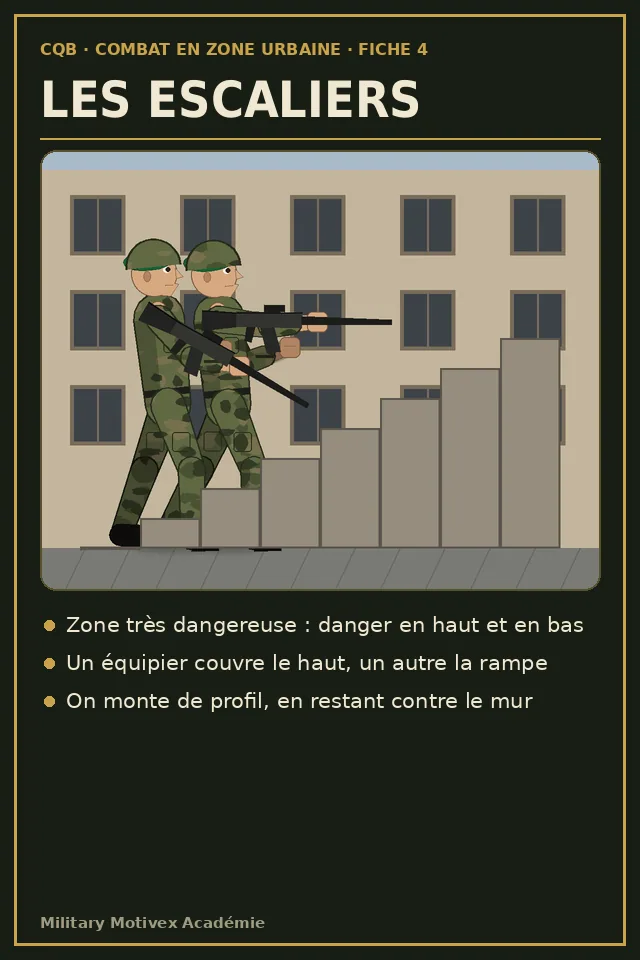 CQB · COMBAT EN ZONE URBAINE · FICHE 4
LES ESCALIERS
Zone très dangereuse : danger en haut et en bas
Un équipier couvre le haut, un autre la rampe
On monte de profil, en restant contre le mur
Military Motivex Académie